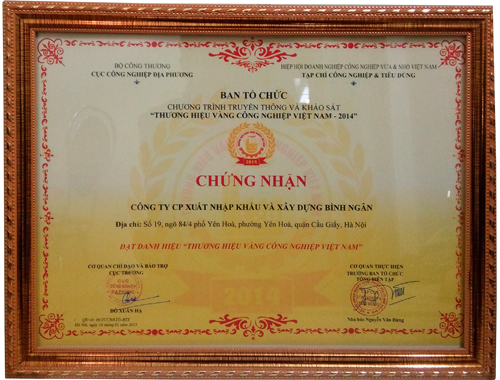 BỘ CÔNG THƯƠNG
CỤC CÔNG NGHIỆP ĐỊA PHƯƠNG
HIỆP HỘI DOANH NGHIỆP CÔNG NGHIỆP VỪA & NHỎ VIỆT NAM
TẠP CHÍ CÔNG NGHIỆP & TIÊU DÙNG
BAN TỔ CHỨC
CHƯƠNG TRÌNH TRUYỀN THÔNG VÀ KHẢO SÁT
"THƯƠNG HIỆU VÀNG CÔNG NGHIỆP VIỆT NAM - 2014"
CHỨNG NHẬN
CÔNG TY CP XUẤT NHẬP KHẨU VÀ XÂY DỰNG BÌNH NGÂN
Địa chỉ: Số 19, ngõ 84/4 phố Yên Hoà, phường Yên Hoà, quận Cầu Giấy, Hà Nội
ĐẠT DANH HIỆU "THƯƠNG HIỆU VÀNG CÔNG NGHIỆP VIỆT NAM"
CƠ QUAN CHỈ ĐẠO VÀ BẢO TRỢ
CỤC TRƯỞNG
CƠ QUAN THỰC HIỆN
TRƯỞNG BAN TỔ CHỨC
TỔNG BIÊN TẬP
ĐỖ XUÂN HẠ
Nhà báo Nguyễn Văn Đãng